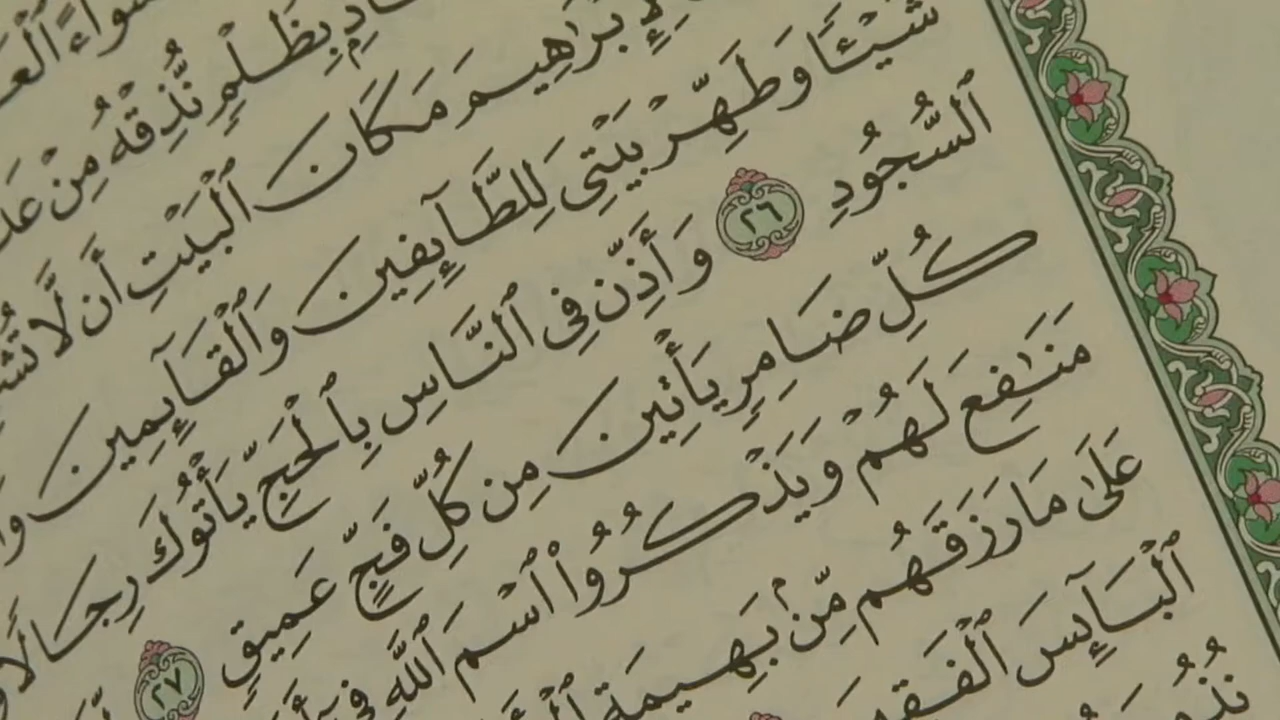 سَوَآءً
بِظُلْمٍ نُّذِقْهُ مِنْ
لِإِبْرَٰهِيمَ مَكَانَ ٱلْبَيْتِ أَن لَّا
شَيْـًٔا وَطَهِّرْ بَيْتِىَ لِلطَّآئِفِينَ وَٱلْقَآئِمِينَ
ٱلسُّجُودِ ٢٦ وَأَذِّن فِى ٱلنَّاسِ بِٱلْحَجِّ يَأْتُوكَ رِجَالًا
كُلِّ ضَامِرٍ يَأْتِينَ مِن كُلِّ فَجٍّ عَمِيقٍ ٢٧
مَنَٰفِعَ لَهُمْ وَيَذْكُرُوا۟ ٱسْمَ ٱللَّهِ فِىٓ
عَلَىٰ مَا رَزَقَهُم مِّنۢ بَهِيمَةِ
ٱلْبَآئِسَ ٱلْفَقِيرَ